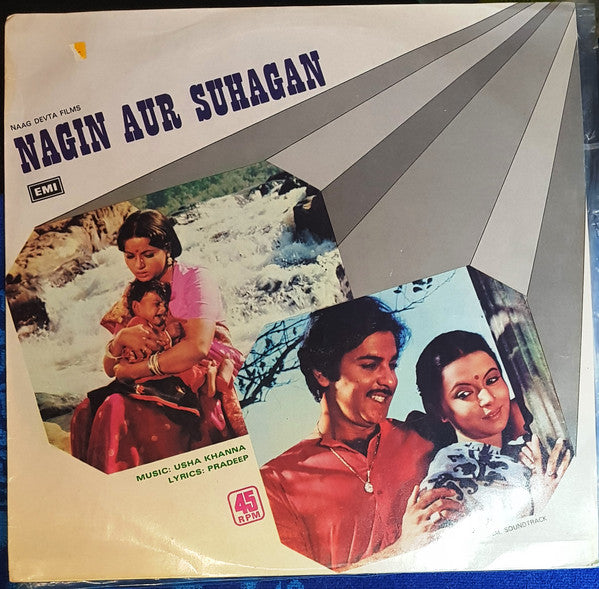 NAAG DEVTA FILMS
NAGIN AUR SUHAGAN
EMI
MUSIC: USHA KHANNA
LYRICS: PRADEEP
45
RPM
SOUNDTRACK